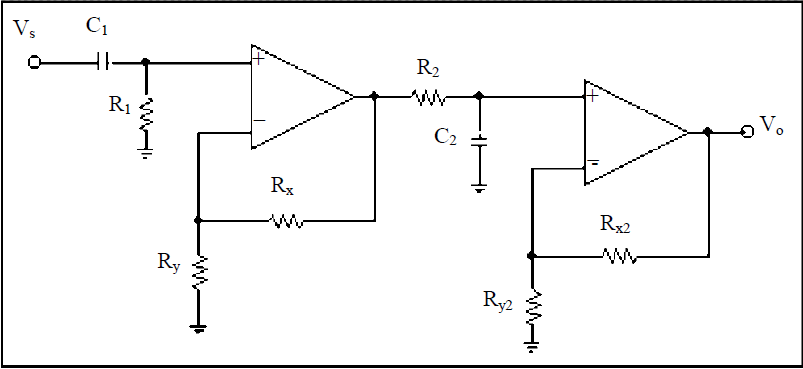 Vs
C1
+
R1
−
R2
+
C2
Vo
−
Rx
Rx2
Ry
Ry2